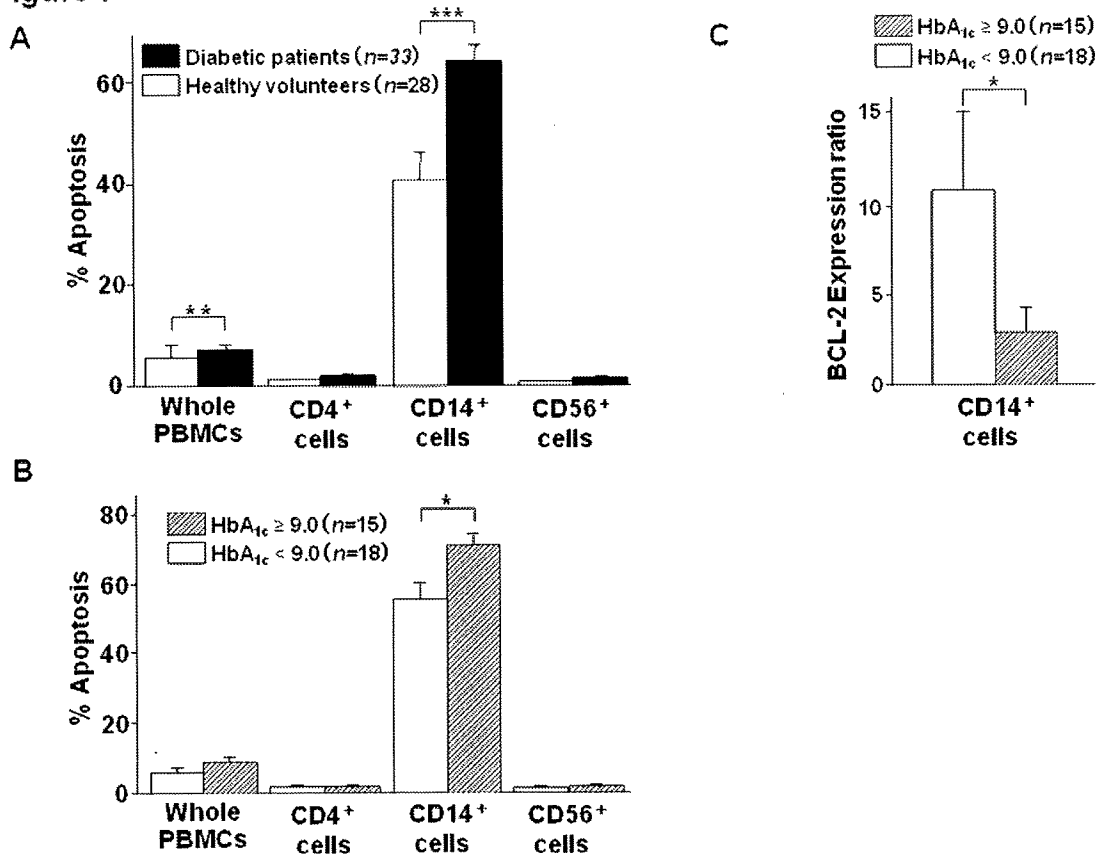 A
% Apoptosis
60
40
20
0
***
Diabetic patients (n=33)
Healthy volunteers (n=28)
**
Whole PBMCs
CD4+ cells
CD14+ cells
CD56+ cells
B
% Apoptosis
80
60
40
20
0
HbA1c ≥ 9.0 (n=15)
HbA1c < 9.0 (n=18)
*
Whole PBMCs
CD4+ cells
CD14+ cells
CD56+ cells
C
HbA1c ≥ 9.0 (n=15)
HbA1c < 9.0 (n=18)
*
BCL-2 Expression ratio
15
10
5
0
CD14+ cells